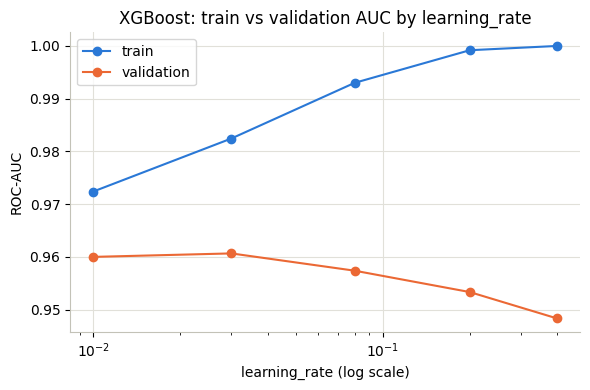 XGBoost: train vs validation AUC by learning_rate
train
validation
1.00
0.99
0.98
0.97
0.96
0.95
ROC-AUC
10⁻²
10⁻¹
learning_rate (log scale)